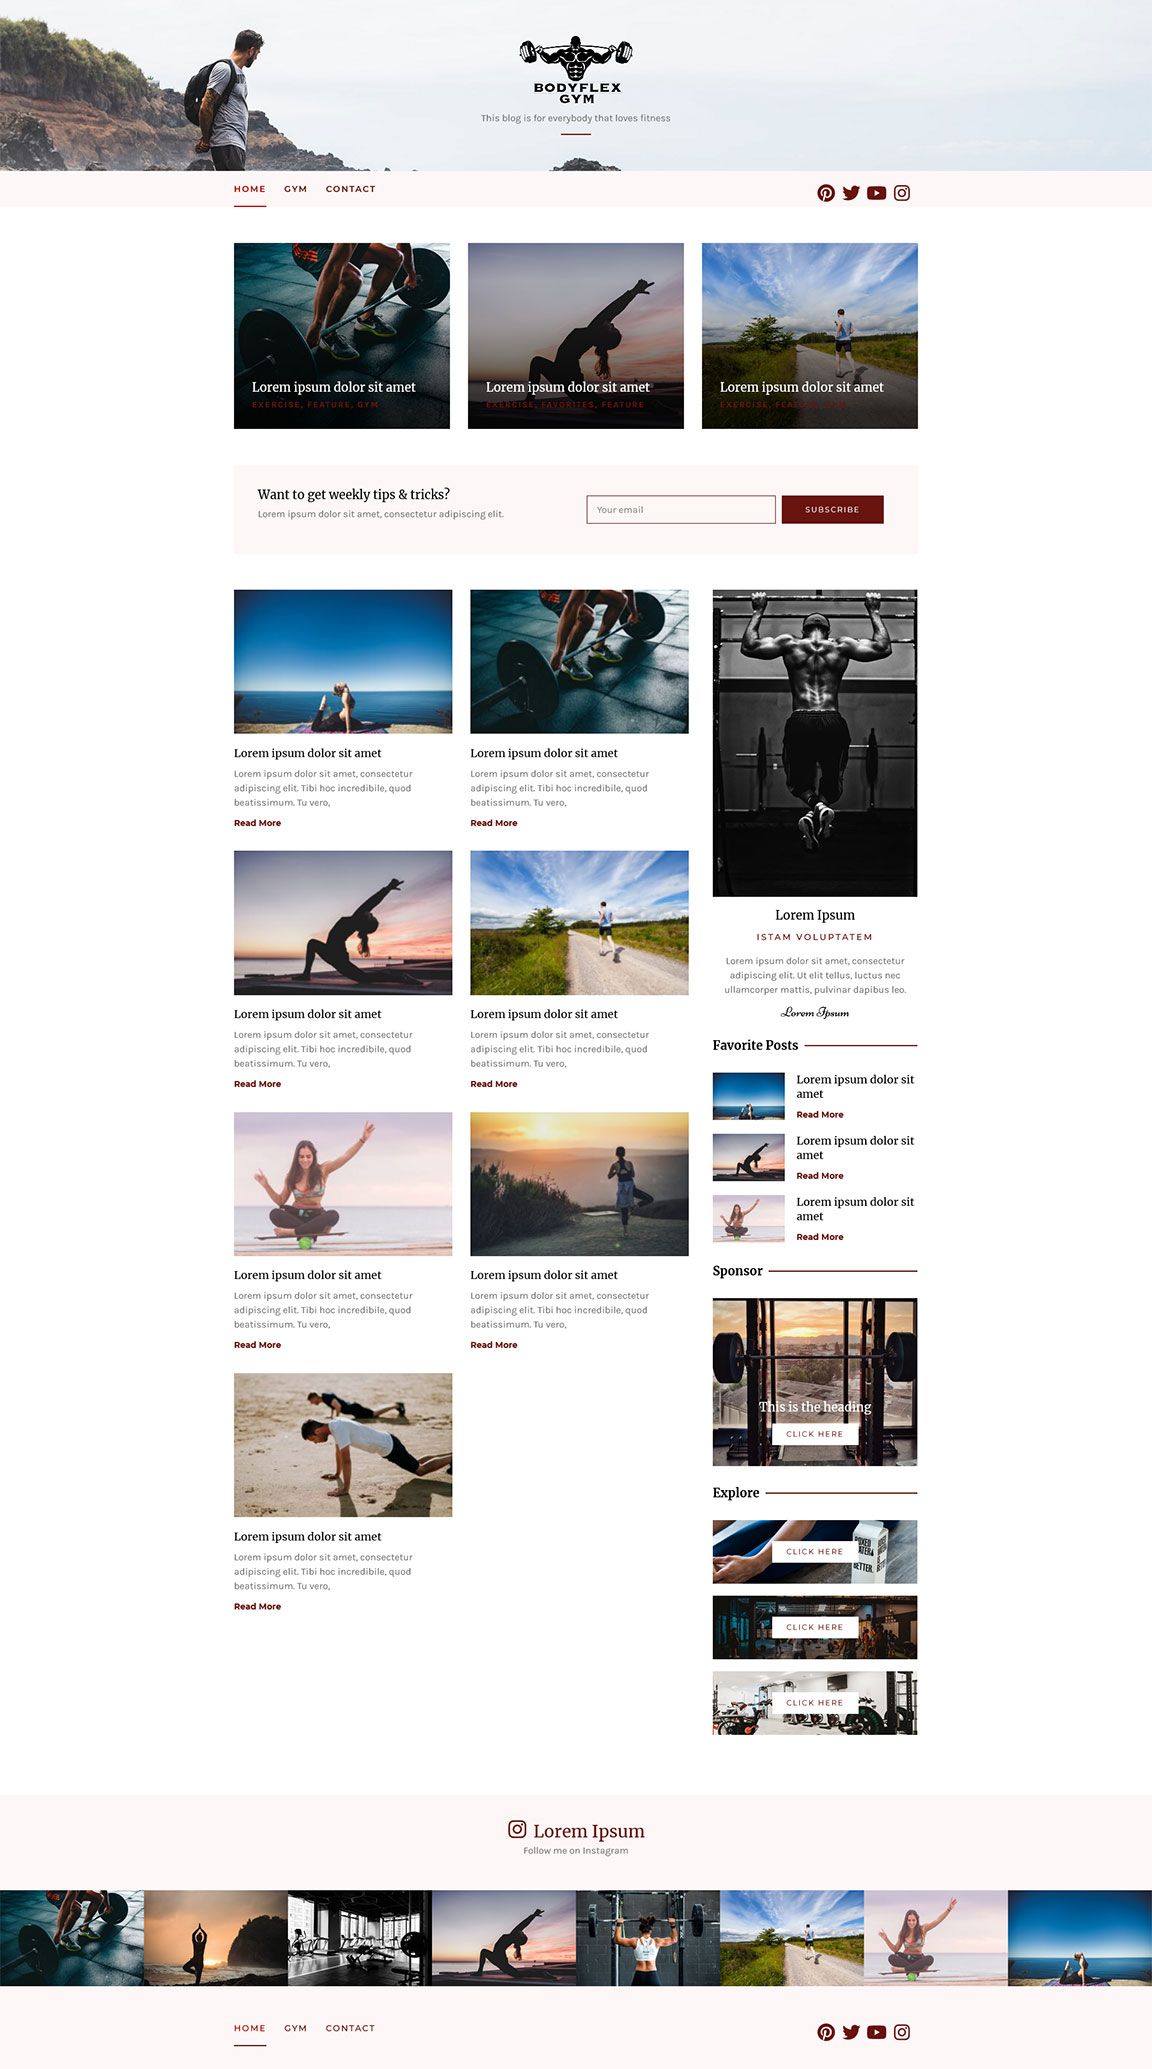 BODYFLEX
GYM
This blog is for everybody that loves fitness
HOME GYM CONTACT
Lorem ipsum dolor sit amet
EXERCISE, FEATURE, GYM
Lorem ipsum dolor sit amet
EXERCISE, FAVORITES, FEATURE
Lorem ipsum dolor sit amet
EXERCISE, FEATURE, GYM
Want to get weekly tips & tricks?
Lorem ipsum dolor sit amet, consectetur adipiscing elit.
Your email
SUBSCRIBE
Lorem ipsum dolor sit amet
Lorem ipsum dolor sit amet, consectetur
adipiscing elit. Tibi hoc incredibile, quod
beatissimum. Tu vero,
Read More
Lorem ipsum dolor sit amet
Lorem ipsum dolor sit amet, consectetur
adipiscing elit. Tibi hoc incredibile, quod
beatissimum. Tu vero,
Read More
Lorem ipsum dolor sit amet
Lorem ipsum dolor sit amet, consectetur
adipiscing elit. Tibi hoc incredibile, quod
beatissimum. Tu vero,
Read More
Lorem ipsum dolor sit amet
Lorem ipsum dolor sit amet, consectetur
adipiscing elit. Tibi hoc incredibile, quod
beatissimum. Tu vero,
Read More
Lorem ipsum dolor sit amet
Lorem ipsum dolor sit amet, consectetur
adipiscing elit. Tibi hoc incredibile, quod
beatissimum. Tu vero,
Read More
Lorem ipsum dolor sit amet
Lorem ipsum dolor sit amet, consectetur
adipiscing elit. Tibi hoc incredibile, quod
beatissimum. Tu vero,
Read More
Lorem ipsum dolor sit amet
Lorem ipsum dolor sit amet, consectetur
adipiscing elit. Tibi hoc incredibile, quod
beatissimum. Tu vero,
Read More
Lorem Ipsum
ISTAM VOLUPTATEM
Lorem ipsum dolor sit amet, consectetur
adipiscing elit. Ut elit tellus, luctus nec
ullamcorper mattis, pulvinar dapibus leo.
Lorem Ipsum
Favorite Posts
Lorem ipsum dolor sit
amet
Read More
Lorem ipsum dolor sit
amet
Read More
Lorem ipsum dolor sit
amet
Read More
Sponsor
This is the heading
CLICK HERE
Explore
CLICK HERE
BETTER.
CLICK HERE
CLICK HERE
Lorem Ipsum
Follow me on Instagram
HOME GYM CONTACT